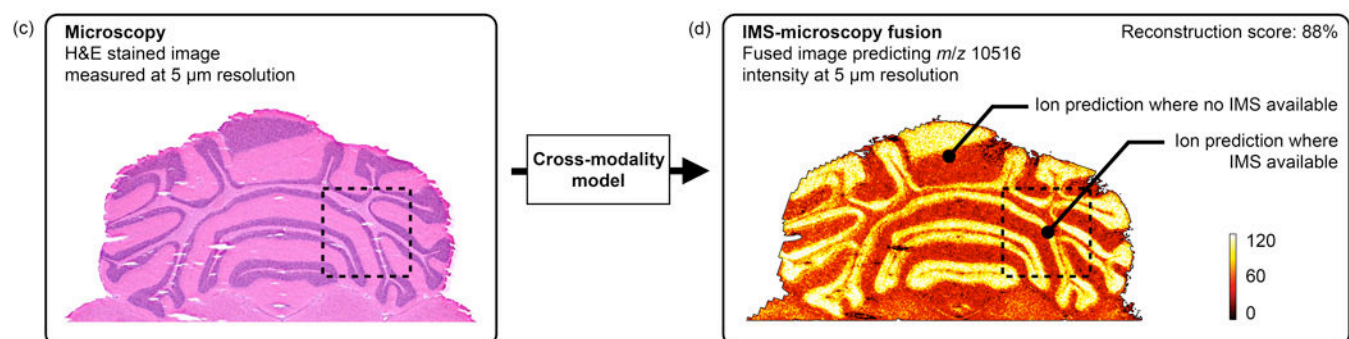 (c)
Microscopy
H&E stained image
measured at 5 µm resolution
Cross-modality
model
(d)
IMS-microscopy fusion
Reconstruction score: 88%
Fused image predicting m/z 10516
intensity at 5 µm resolution
Ion prediction where no IMS available
Ion prediction where
IMS available
120
60
0